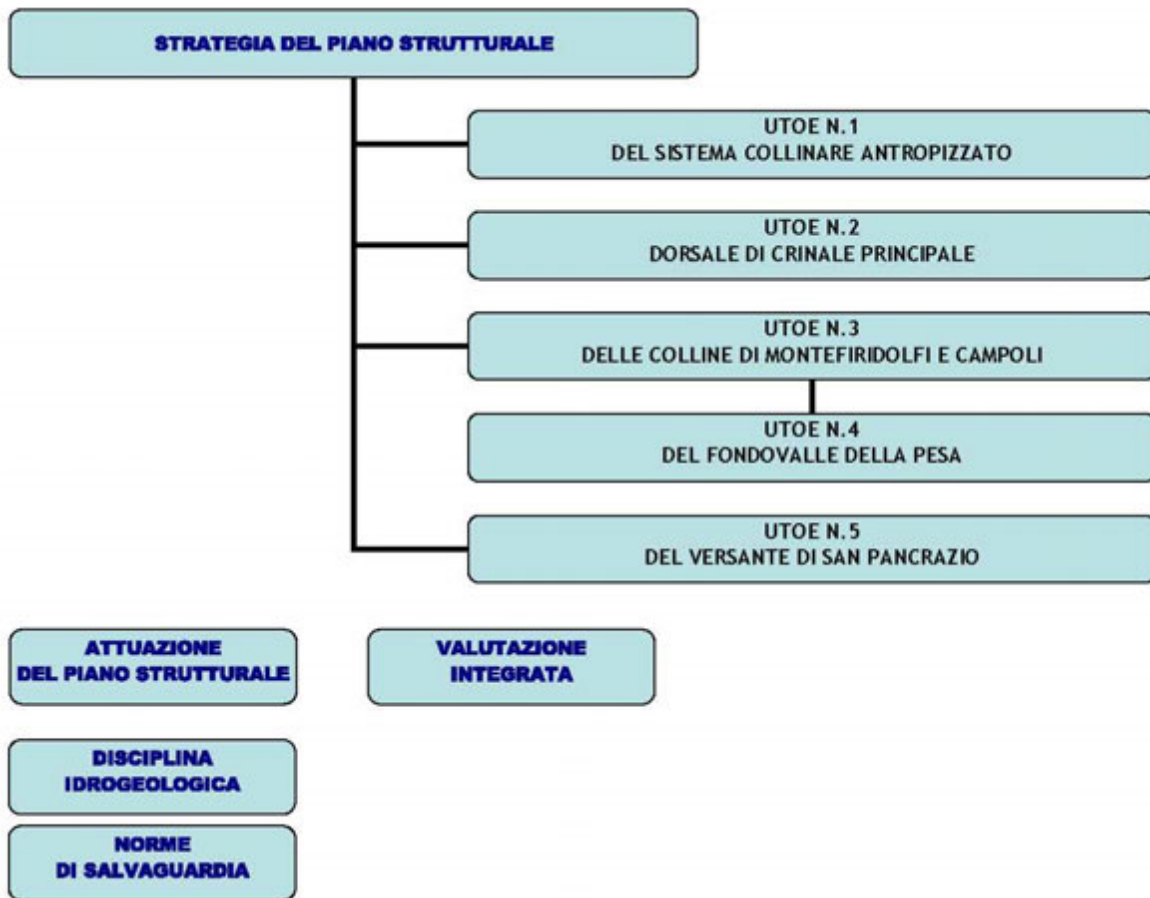 STRATEGIA DEL PIANO STRUTTURALE
UTOE N.1
DEL SISTEMA COLLINARE ANTROPIZZATO
UTOE N.2
DORSALE DI CRINALE PRINCIPALE
UTOE N.3
DELLE COLLINE DI MONTEFIRIDOLFI E CAMPOLI
UTOE N.4
DEL FONDOVALLE DELLA PESA
UTOE N.5
DEL VERSANTE DI SAN PANCRAZIO
ATTUAZIONE
DEL PIANO STRUTTURALE
VALUTAZIONE
INTEGRATA
DISCIPLINA
IDROGEOLOGICA
NORME
DI SALVAGUARDIA